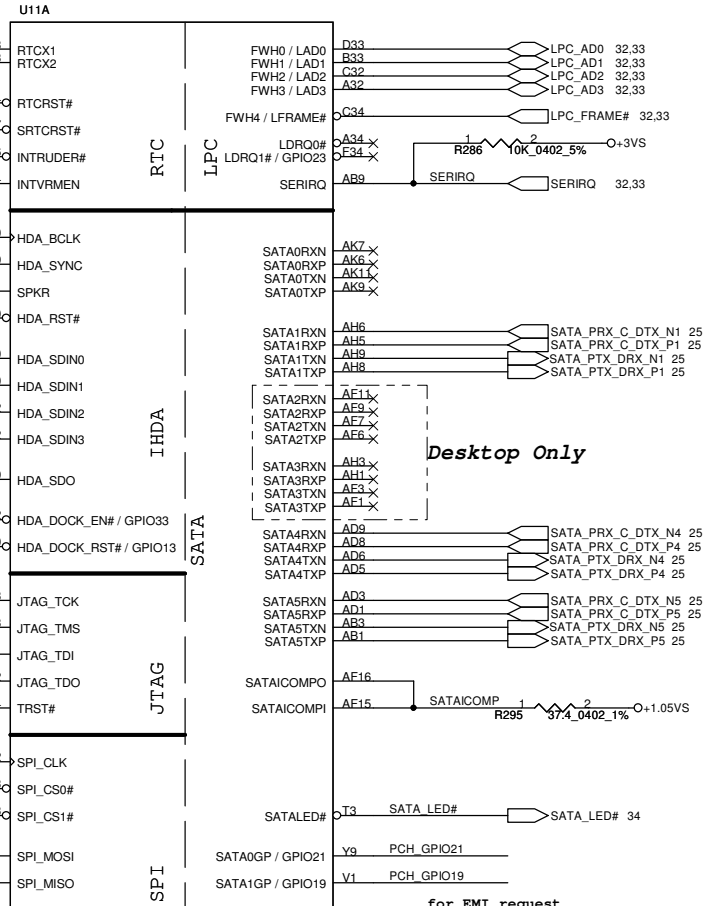 U11A
RTCX1
RTCX2
RTCRST#
SRTCRST#
INTRUDER#
INTVRMEN
RTC
LPC
FWH0 / LAD0 D33 LPC_AD0 32,33
FWH1 / LAD1 B33 LPC_AD1 32,33
FWH2 / LAD2 C32 LPC_AD2 32,33
FWH3 / LAD3 A32 LPC_AD3 32,33
FWH4 / LFRAME# C34 LPC_FRAME# 32,33
LDRQ0# A34
LDRQ1# / GPIO23 F34
1 2 +3VS
R286 10K_0402_5%
SERIRQ AB9 SERIRQ SERIRQ 32,33
HDA_BCLK
HDA_SYNC
SPKR
HDA_RST#
HDA_SDIN0
HDA_SDIN1
HDA_SDIN2
HDA_SDIN3
HDA_SDO
HDA_DOCK_EN# / GPIO33
HDA_DOCK_RST# / GPIO13
IHDA
SATA
SATA0RXN AK7
SATA0RXP AK6
SATA0TXN AK11
SATA0TXP AK9
SATA1RXN AH6 SATA_PRX_C_DTX_N1 25
SATA1RXP AH5 SATA_PRX_C_DTX_P1 25
SATA1TXN AH9 SATA_PTX_DRX_N1 25
SATA1TXP AH8 SATA_PTX_DRX_P1 25
SATA2RXN AF11
SATA2RXP AF9
SATA2TXN AF7
SATA2TXP AF6
Desktop Only
SATA3RXN AH3
SATA3RXP AH1
SATA3TXN AF3
SATA3TXP AF1
SATA4RXN AD9 SATA_PRX_C_DTX_N4 25
SATA4RXP AD8 SATA_PRX_C_DTX_P4 25
SATA4TXN AD6 SATA_PTX_DRX_N4 25
SATA4TXP AD5 SATA_PTX_DRX_P4 25
SATA5RXN AD3 SATA_PRX_C_DTX_N5 25
SATA5RXP AD1 SATA_PRX_C_DTX_P5 25
SATA5TXN AB3 SATA_PTX_DRX_N5 25
SATA5TXP AB1 SATA_PTX_DRX_P5 25
JTAG_TCK
JTAG_TMS
JTAG_TDI
JTAG_TDO
TRST#
JTAG
SATAICOMPO AF16
SATAICOMPI AF15 SATAICOMP 1 2 +1.05VS
R295 37.4_0402_1%
SPI_CLK
SPI_CS0#
SPI_CS1#
SPI_MOSI
SPI_MISO
SPI
SATALED# T3 SATA_LED# SATA_LED# 34
SATA0GP / GPIO21 Y9 PCH_GPIO21
SATA1GP / GPIO19 V1 PCH_GPIO19
for EMI request